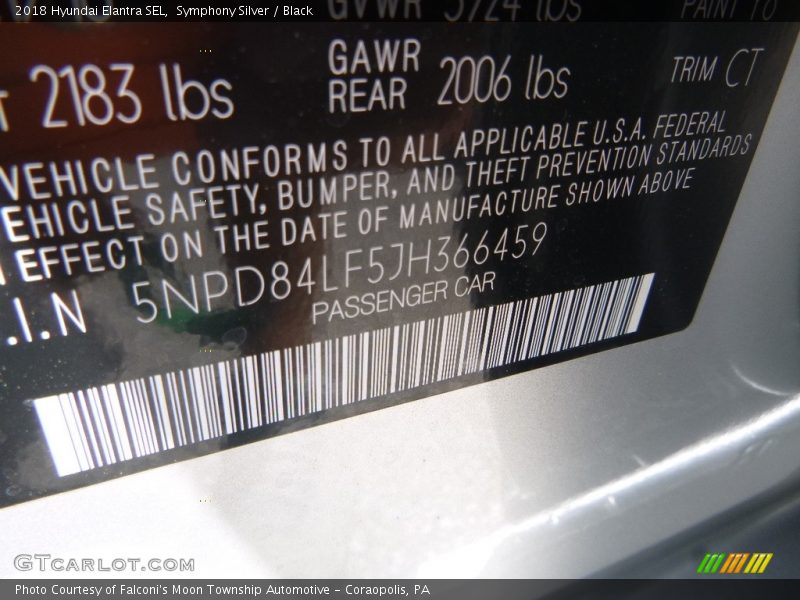 2018 Hyundai Elantra SEL, Symphony Silver / Black
GVWR 3924 lbs PAINT
2183 lbs GAWR REAR 2006 lbs TRIM CT
VEHICLE CONFORMS TO ALL APPLICABLE U.S.A. FEDERAL
EHICLE SAFETY, BUMPER, AND THEFT PREVENTION STANDARDS
EFFECT ON THE DATE OF MANUFACTURE SHOWN ABOVE
.I.N 5NPD84LF5JH366459
PASSENGER CAR
GTCARLOT.COM
Photo Courtesy of Falconi's Moon Township Automotive – Coraopolis, PA